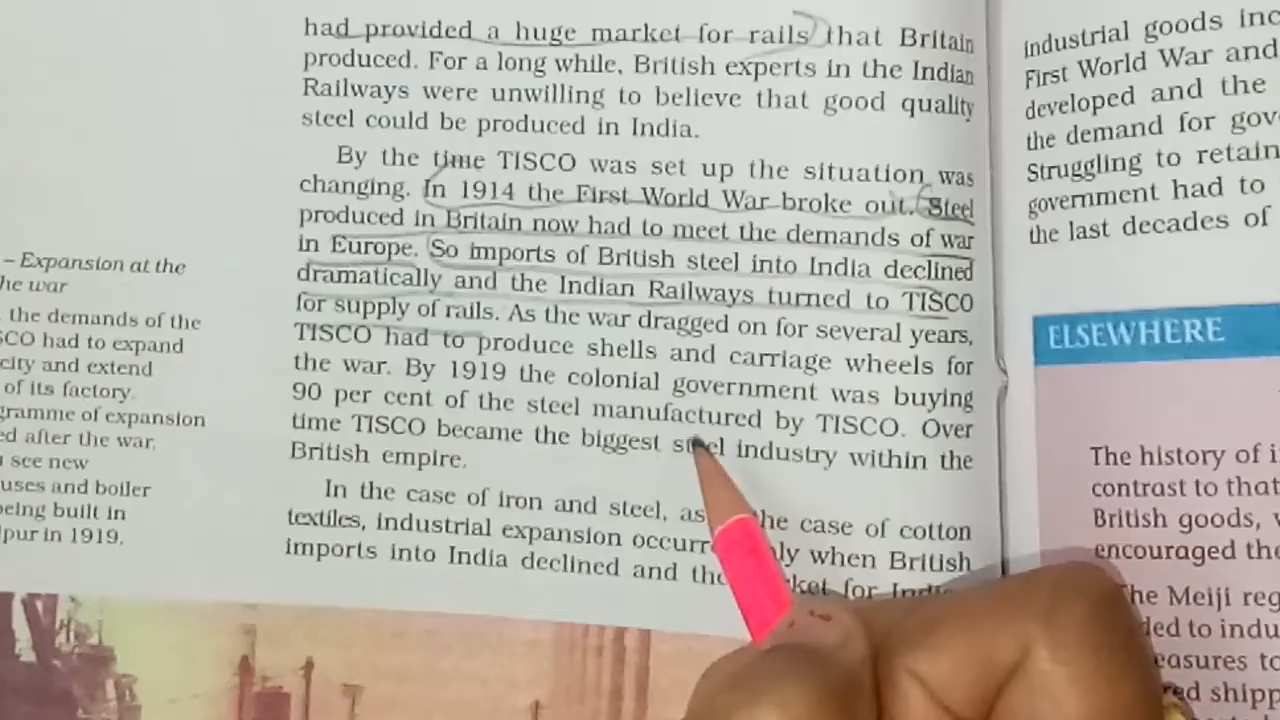 had provided a huge market for rails that Britain
produced. For a long while, British experts in the Indian
Railways were unwilling to believe that good quality
steel could be produced in India.
By the time TISCO was set up the situation was
changing. In 1914 the First World War broke out. Steel
produced in Britain now had to meet the demands of war
in Europe. So imports of British steel into India declined
dramatically and the Indian Railways turned to TISCO
for supply of rails. As the war dragged on for several years,
TISCO had to produce shells and carriage wheels for
the war. By 1919 the colonial government was buying
90 per cent of the steel manufactured by TISCO. Over
time TISCO became the biggest steel industry within the
British empire.
In the case of iron and steel, as the case of cotton
textiles, industrial expansion when British
imports into India declined and the for
– Expansion at the
war
the demands of the
had to expand
and extend
of its factory.
of expansion
after the war.
see new
and boiler
being built in
in 1919.
industrial goods
First World War and
developed and the
the demand for
Struggling to retain
government had to
the last decades of
ELSEWHERE
The history of
contrast to that
British goods,
encouraged the
The Meiji
to
to